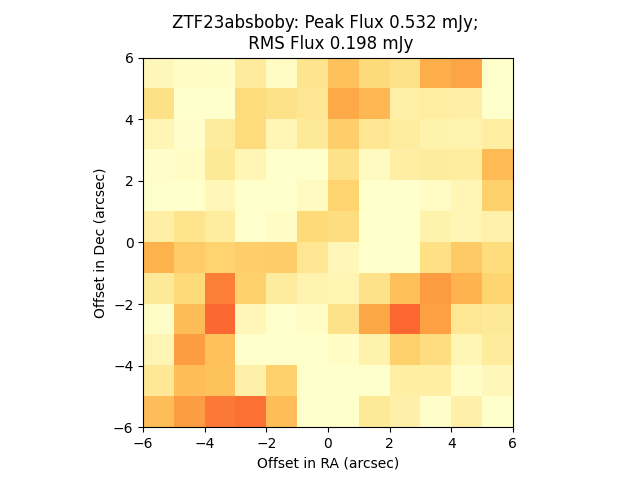 ZTF23absboby: Peak Flux 0.532 mJy;
RMS Flux 0.198 mJy
6
4
2
0
−2
−4
−6
Offset in Dec (arcsec)
−6 −4 −2 0 2 4 6
Offset in RA (arcsec)